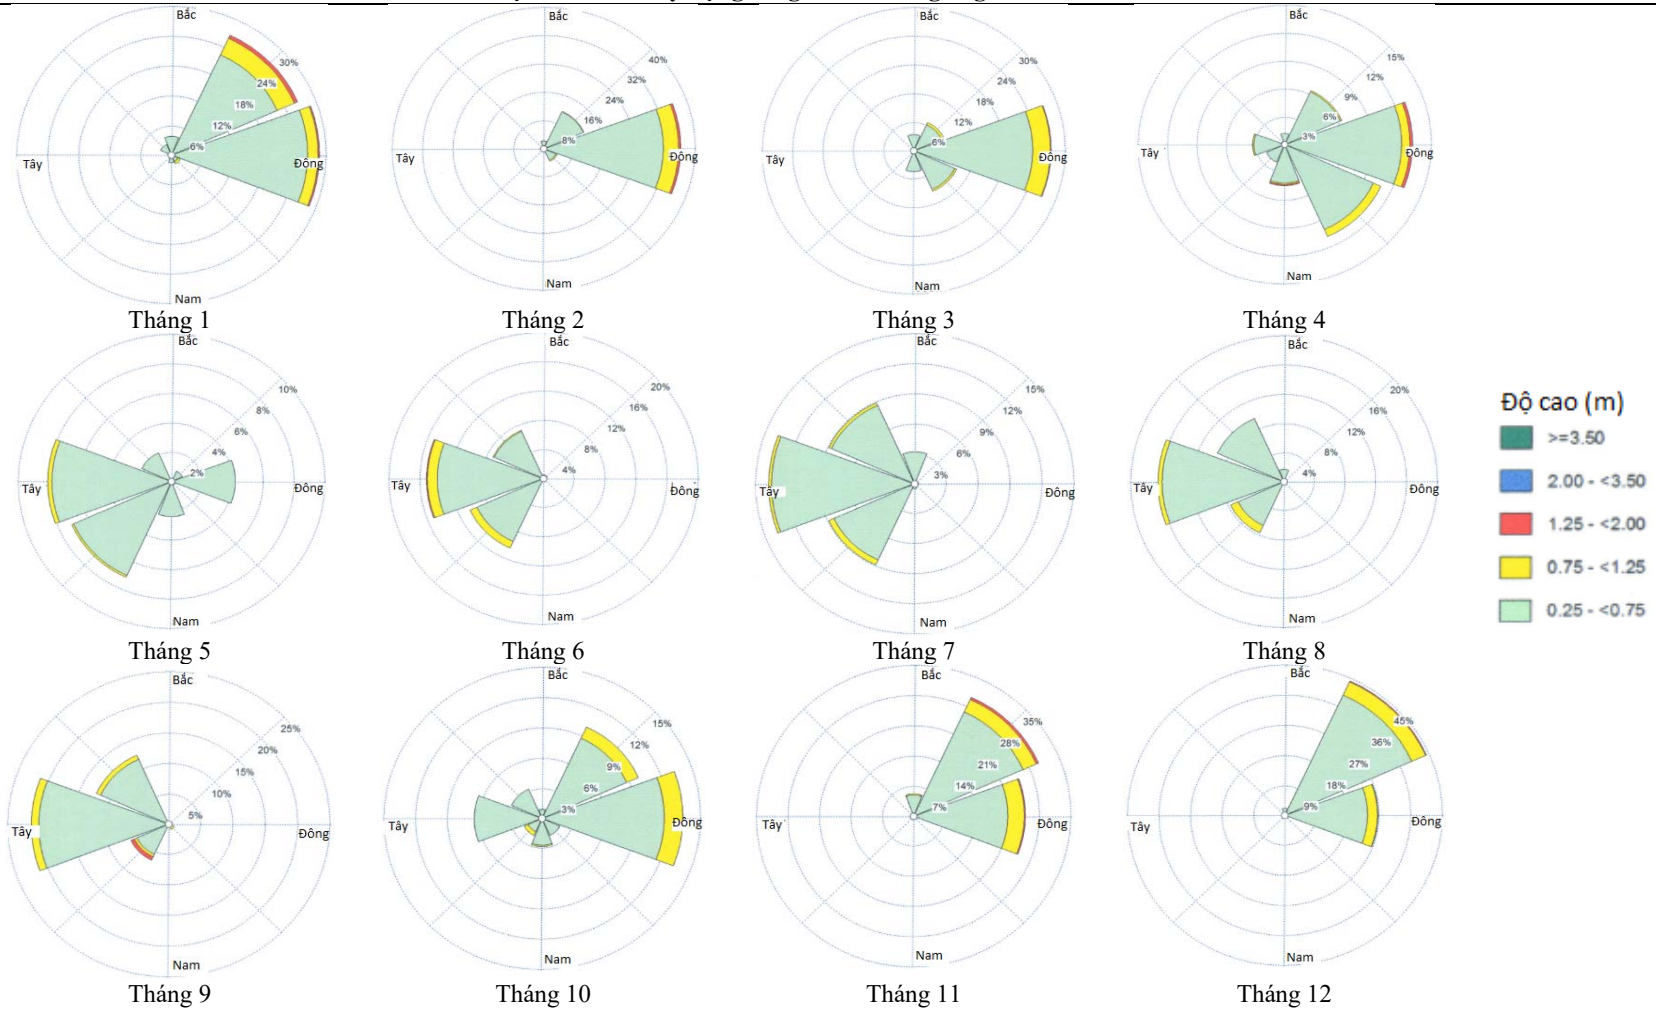 Bắc
30%
24%
18%
12%
6%
Tây
Đông
Nam
Tháng 1
Bắc
40%
32%
24%
16%
8%
Tây
Đông
Nam
Tháng 2
Bắc
30%
24%
18%
12%
6%
Tây
Đông
Nam
Tháng 3
Bắc
15%
12%
9%
6%
3%
Tây
Đông
Nam
Tháng 4
Bắc
10%
8%
6%
4%
2%
Tây
Đông
Nam
Tháng 5
Bắc
20%
16%
12%
8%
4%
Tây
Đông
Nam
Tháng 6
Bắc
15%
12%
9%
6%
3%
Tây
Đông
Nam
Tháng 7
Bắc
20%
16%
12%
8%
4%
Tây
Đông
Nam
Tháng 8
Độ cao (m)
>=3.50
2.00 - <3.50
1.25 - <2.00
0.75 - <1.25
0.25 - <0.75
Bắc
25%
20%
15%
10%
5%
Tây
Đông
Nam
Tháng 9
Bắc
15%
12%
9%
6%
3%
Tây
Đông
Nam
Tháng 10
Bắc
35%
28%
21%
14%
7%
Tây
Đông
Nam
Tháng 11
Bắc
45%
36%
27%
18%
9%
Tây
Đông
Nam
Tháng 12